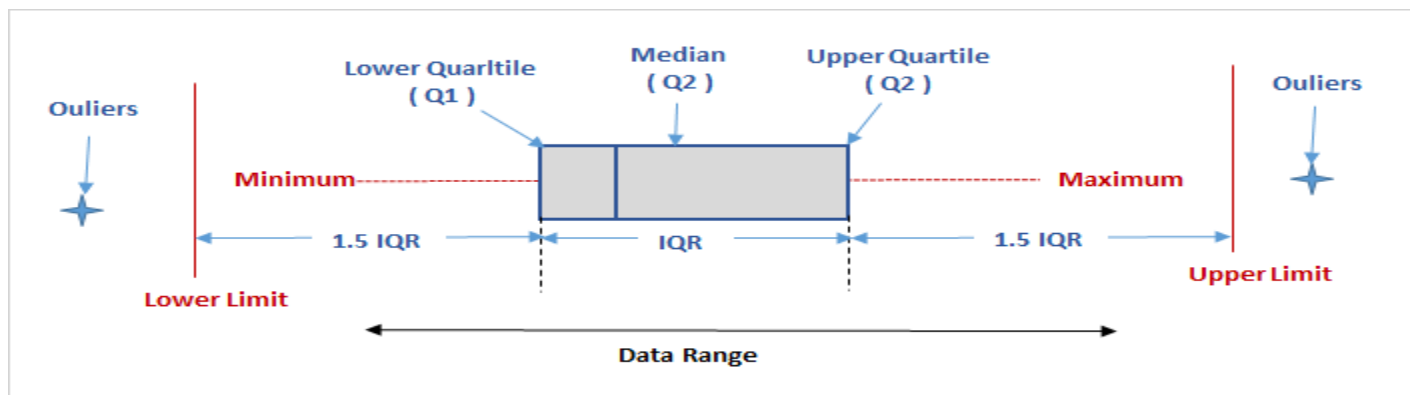 Median
( Q2 )
Lower Quarltile
( Q1 )
Upper Quartile
( Q2 )
Ouliers
Ouliers
Minimum
Maximum
1.5 IQR
IQR
1.5 IQR
Lower Limit
Upper Limit
Data Range